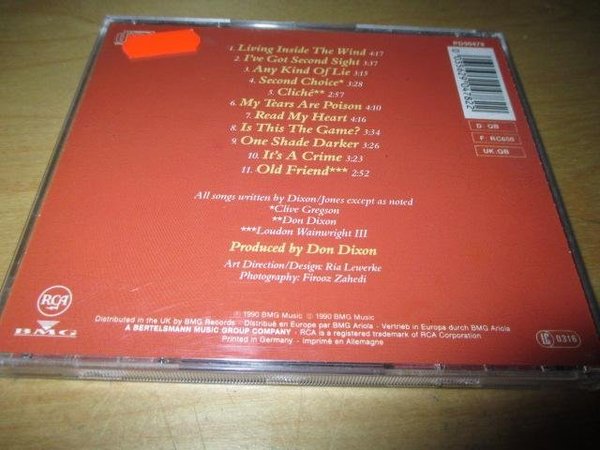 1. Living Inside The Wind 4:17
2. I've Got Second Sight 3:37
3. Any Kind Of Lie 3:15
4. Second Choice* 3:28
5. Cliché** 2:57
6. My Tears Are Poison 4:10
7. Read My Heart 4:16
8. Is This The Game? 3:34
9. One Shade Darker 3:26
10. It's A Crime 3:23
11. Old Friend*** 2:52
All songs written by Dixon/Jones except as noted
*Clive Gregson
**Don Dixon
***Loudon Wainwright III
Produced by Don Dixon
Art Direction/Design: Ria Lewerke
Photography: Firooz Zahedi
D: QB
F: RC650
UK: QB
RCA
BMG
℗ 1990 BMG Music © 1990 BMG Music
Distributed in the UK by BMG Records · Distribué en Europe par BMG Ariola · Vertrieb in Europa durch BMG Ariola
A BERTELSMANN MUSIC GROUP COMPANY · RCA is a registered trademark of RCA Corporation
Printed in Germany · Imprimé en Allemagne
LC 0316